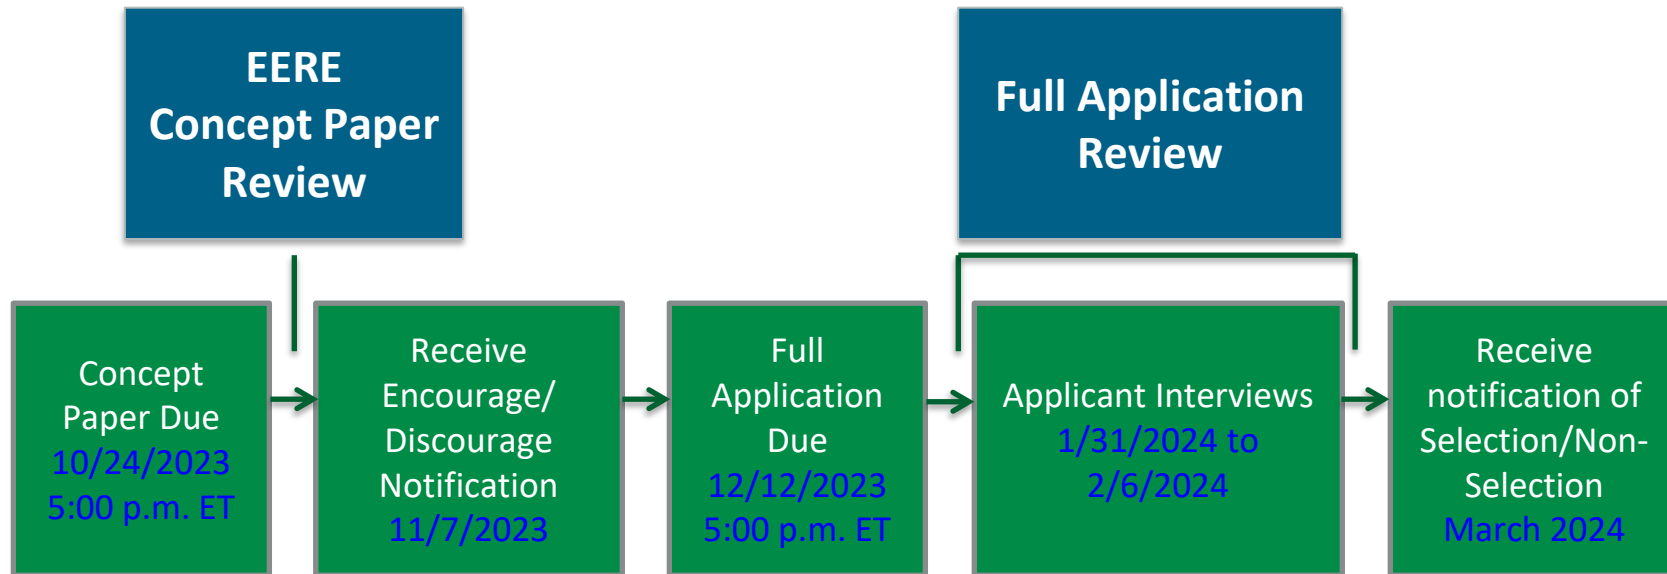 EERE
Concept Paper
Review
Full Application
Review
Concept
Paper Due
10/24/2023
5:00 p.m. ET
Receive
Encourage/
Discourage
Notification
11/7/2023
Full
Application
Due
12/12/2023
5:00 p.m. ET
Applicant Interviews
1/31/2024 to
2/6/2024
Receive
notification of
Selection/Non-
Selection
March 2024